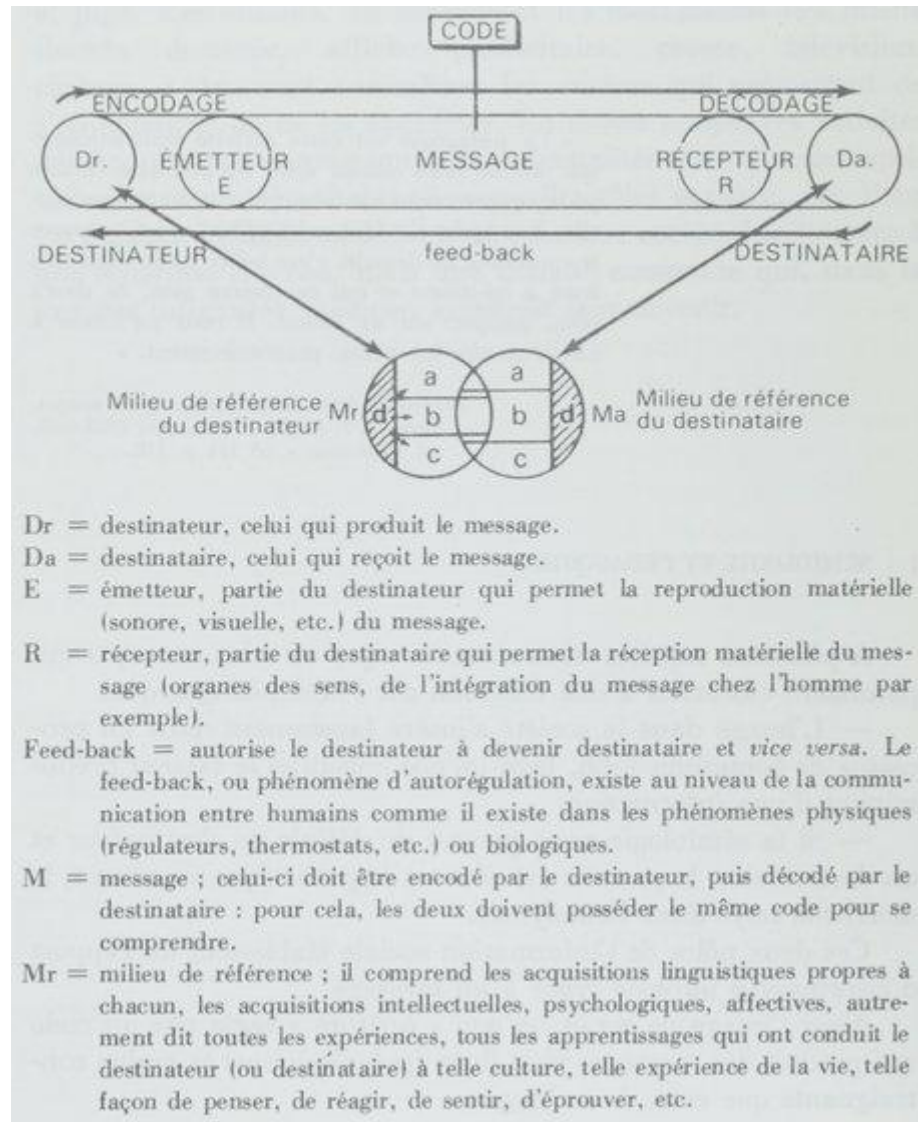 CODE
ENCODAGE DECODAGE
Dr. ÉMETTEUR E MESSAGE RÉCEPTEUR R Da.
DESTINATEUR feed-back DESTINATAIRE
a a
Milieu de référence du destinateur Mr d b b d Ma Milieu de référence du destinataire
c c
Dr = destinateur, celui qui produit le message.
Da = destinataire, celui qui reçoit le message.
E = émetteur, partie du destinateur qui permet la reproduction matérielle
(sonore, visuelle, etc.) du message.
R = récepteur, partie du destinataire qui permet la réception matérielle du mes-
sage (organes des sens, de l'intégration du message chez l'homme par
exemple).
Feed-back = autorise le destinateur à devenir destinataire et vice versa. Le
feed-back, ou phénomène d'autorégulation, existe au niveau de la commu-
nication entre humains comme il existe dans les phénomènes physiques
(régulateurs, thermostats, etc.) ou biologiques.
M = message ; celui-ci doit être encodé par le destinateur, puis décodé par le
destinataire : pour cela, les deux doivent posséder le même code pour se
comprendre.
Mr = milieu de référence ; il comprend les acquisitions linguistiques propres à
chacun, les acquisitions intellectuelles, psychologiques, affectives, autre-
ment dit toutes les expériences, tous les apprentissages qui ont conduit le
destinateur (ou destinataire) à telle culture, telle expérience de la vie, telle
façon de penser, de réagir, de sentir, d'éprouver, etc.